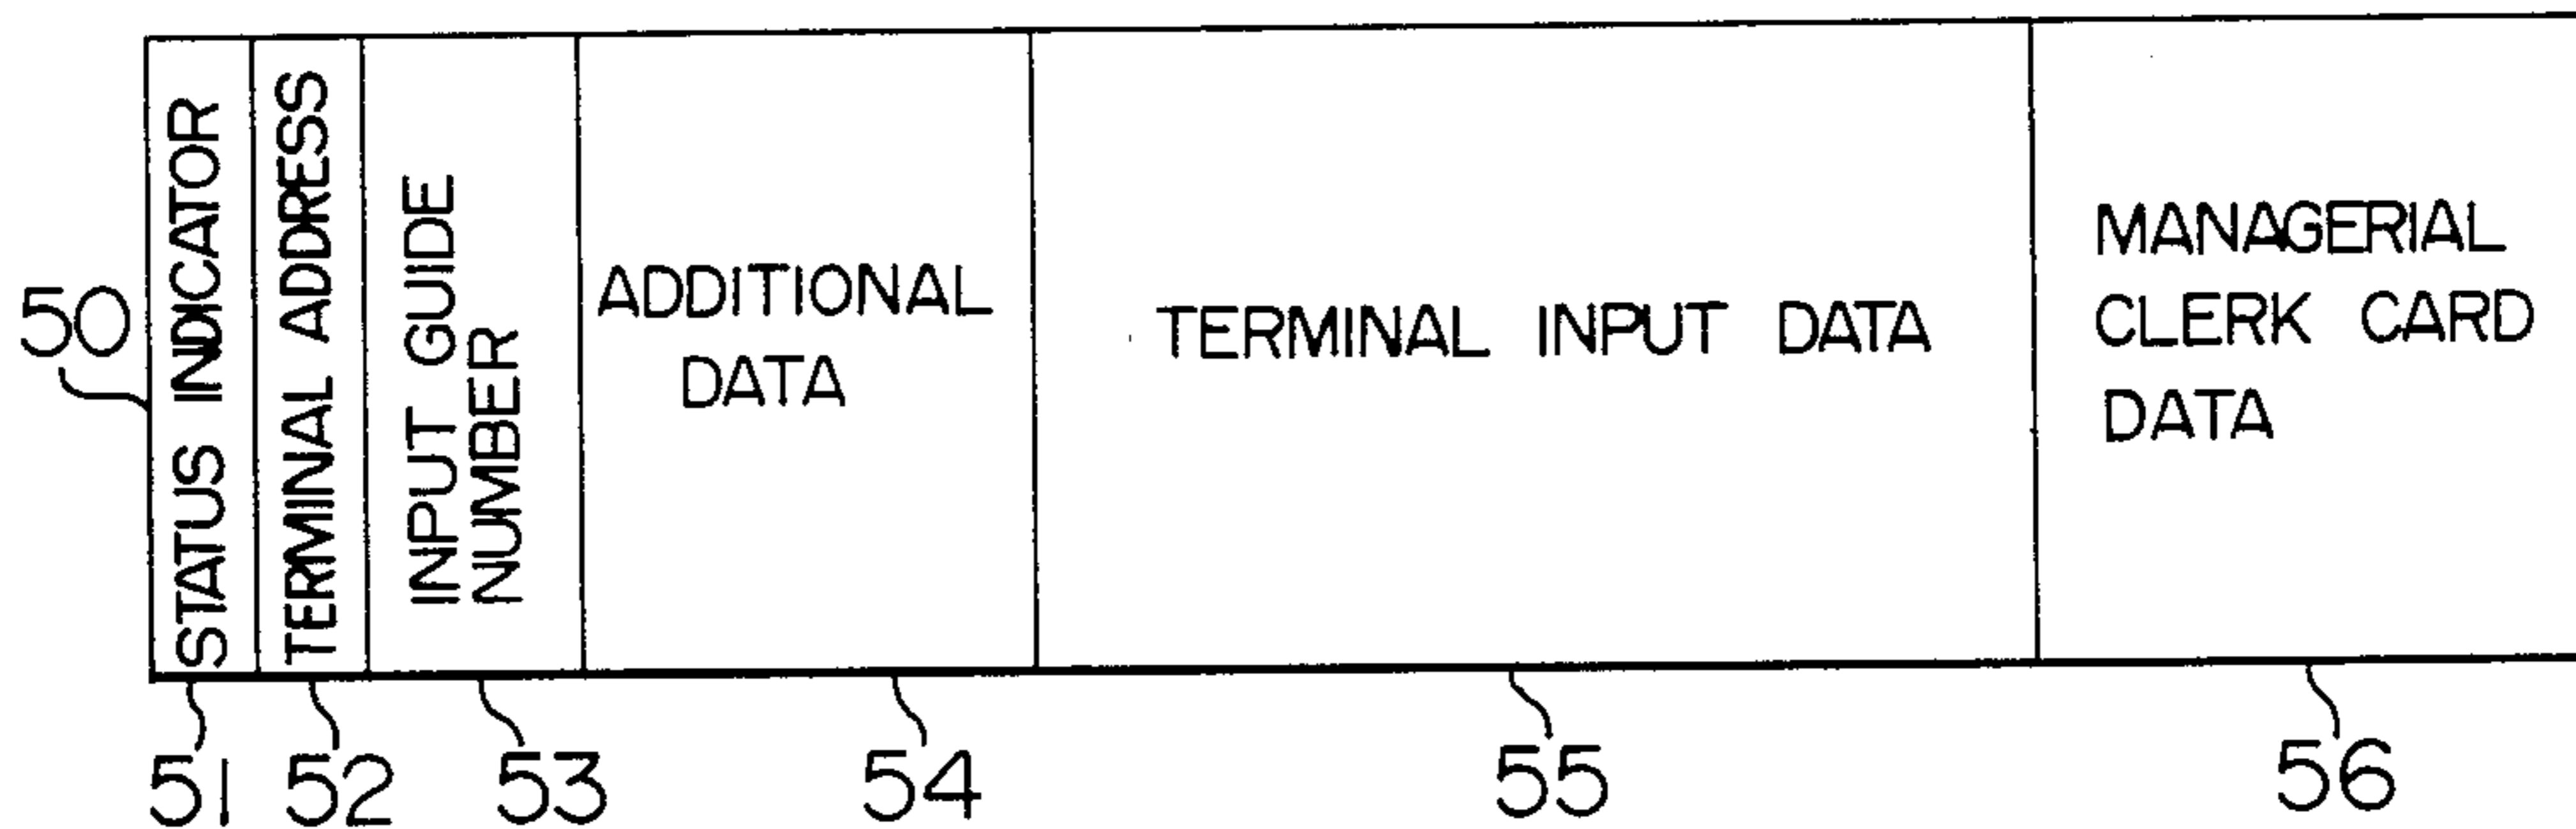 50
STATUS INDICATOR
TERMINAL ADDRESS
INPUT GUIDE
NUMBER
ADDITIONAL
DATA
TERMINAL INPUT DATA
MANAGERIAL
CLERK CARD
DATA
51
52
53
54
55
56